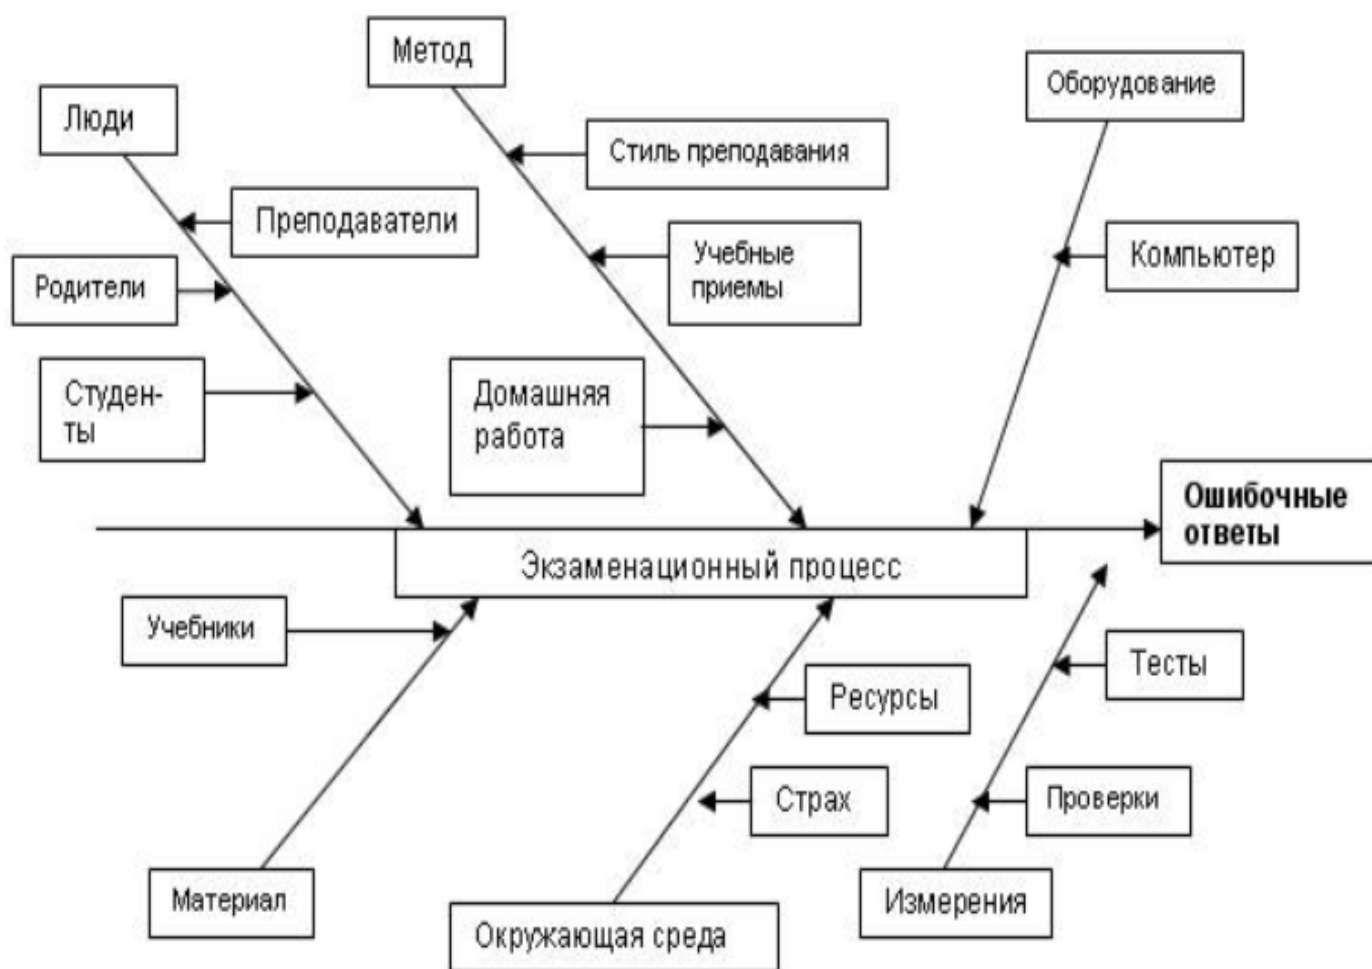 Метод
Оборудование
Люди
Стиль преподавания
Преподаватели
Учебные
приемы
Компьютер
Родители
Студен-
ты
Домашняя
работа
Ошибочные
ответы
Экзаменационный процесс
Учебники
Тесты
Ресурсы
Страх
Проверки
Материал
Измерения
Окружающая среда